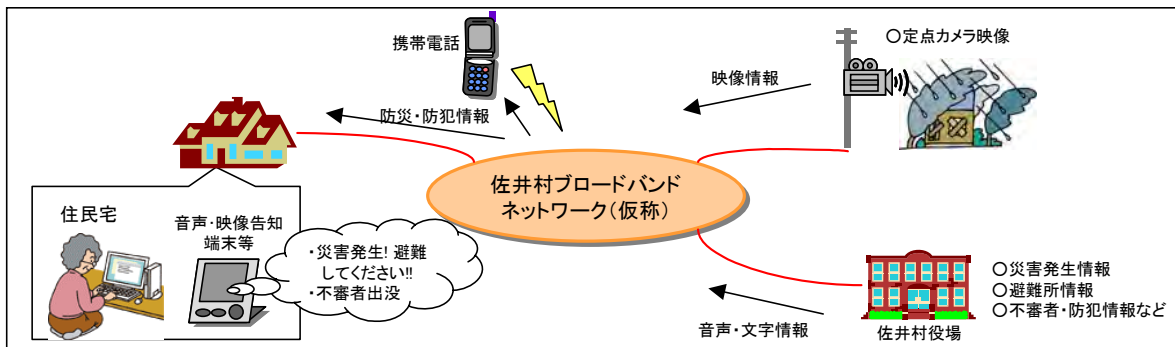 携帯電話
○定点カメラ映像
映像情報
防災・防犯情報
佐井村ブロードバンド
ネットワーク(仮称)
住民宅
音声・映像告知
端末等
・災害発生! 避難
してください!!
・不審者出没
○災害発生情報
○避難所情報
○不審者・防犯情報など
音声・文字情報
佐井村役場